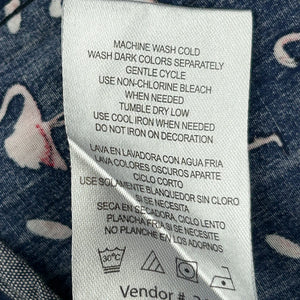 MACHINE WASH COLD
WASH DARK COLORS SEPARATELY
GENTLE CYCLE
USE NON-CHLORINE BLEACH
WHEN NEEDED
TUMBLE DRY LOW
USE COOL IRON WHEN NEEDED
DO NOT IRON ON DECORATION
LAVA EN LAVADORA CON AGUA FRIA
LAVA COLORES OSCUROS APARTE
CICLO CORTO
USE SOLAMENTE BLANQUEDOR SIN CLORO
SI SE NECESITA
SECA EN SECADORA, CICLO LENTO
PLANCHA FRIA SI SE NECESITA
NO PLANCHE EN LOS ADORNOS
30°C
Vendor #